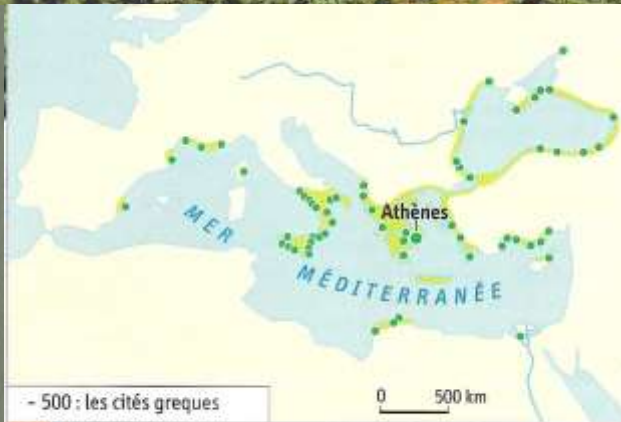 Athènes
MER
MÉDITERRANÉE
- 500 : les cités greques
0 500 km